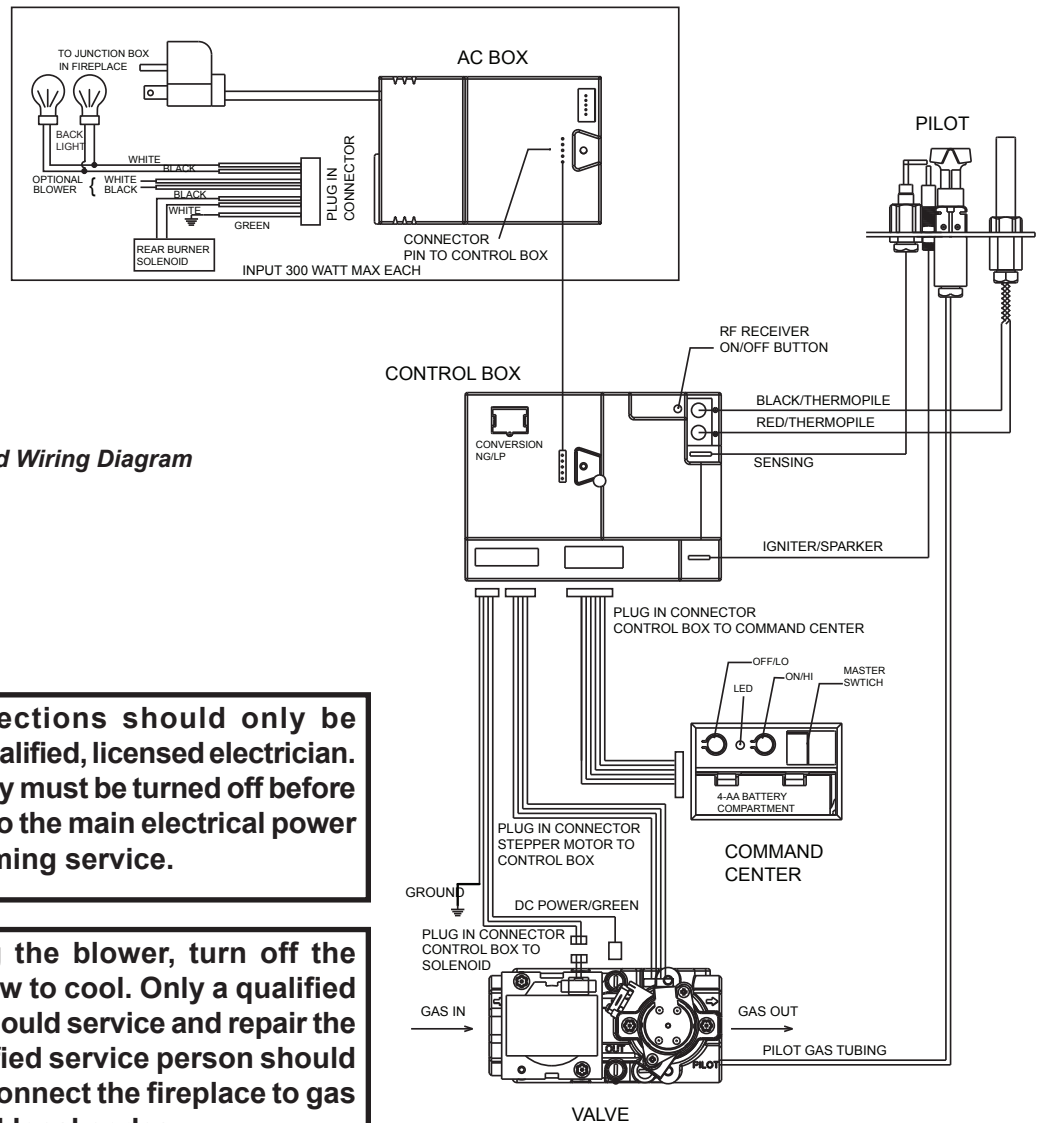 TO JUNCTION BOX
IN FIREPLACE
AC BOX
BACK
LIGHT
WHITE
BLACK
OPTIONAL
BLOWER
{
WHITE
BLACK
BLACK
WHITE
GREEN
PLUG IN
CONNECTOR
REAR BURNER
SOLENOID
CONNECTOR
PIN TO CONTROL BOX
INPUT 300 WATT MAX EACH
PILOT
RF RECEIVER
ON/OFF BUTTON
CONTROL BOX
CONVERSION
NG/LP
BLACK/THERMOPILE
RED/THERMOPILE
SENSING
IGNITER/SPARKER
d Wiring Diagram
PLUG IN CONNECTOR
CONTROL BOX TO COMMAND CENTER
OFF/LO
LED
ON/HI
MASTER
SWTICH
4-AA BATTERY
COMPARTMENT
COMMAND
CENTER
PLUG IN CONNECTOR
STEPPER MOTOR TO
CONTROL BOX
GROUND
DC POWER/GREEN
PLUG IN CONNECTOR
CONTROL BOX TO
SOLENOID
GAS IN
OUT
PILOT
GAS OUT
PILOT GAS TUBING
VALVE
ections should only be
alified, licensed electrician.
y must be turned off before
o the main electrical power
ming service.
g the blower, turn off the
w to cool. Only a qualified
ould service and repair the
fied service person should
onnect the fireplace to gas